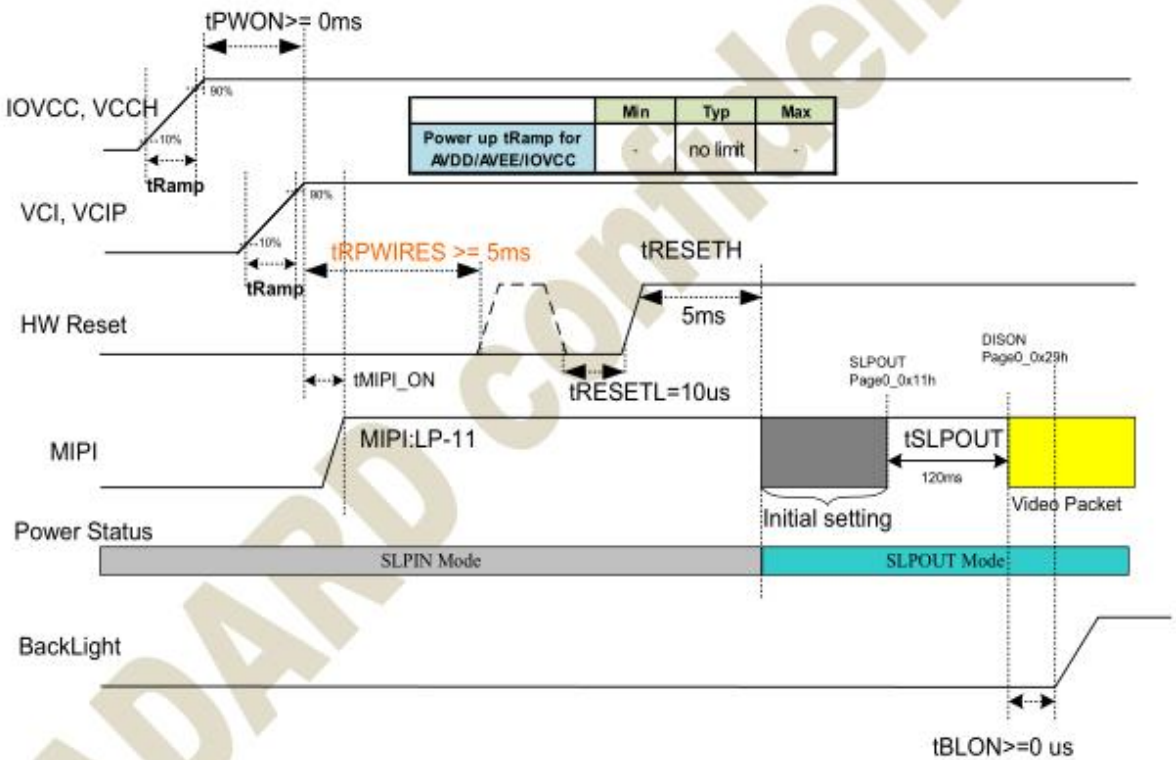 tPWON>= 0ms
90%
IOVCC, VCCH
10%
tRamp
Min Typ Max
Power up tRamp for
AVDD/AVEE/IOVCC
- no limit -
90%
VCI, VCIP
10%
tRamp
tRPWIRES >= 5ms
tRESETH
5ms
HW Reset
tRESETL=10us
tMIPI_ON
SLPOUT
Page0_0x11h
DISON
Page0_0x29h
MIPI
MIPI:LP-11
tSLPOUT
120ms
Initial setting
Video Packet
Power Status
SLPIN Mode
SLPOUT Mode
BackLight
tBLON>=0 us
ADARD confiden